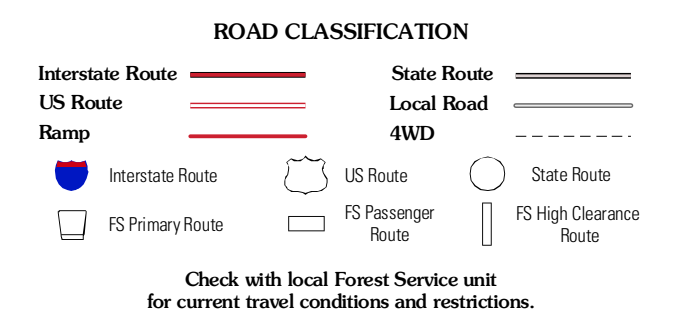 ROAD CLASSIFICATION
Interstate Route
State Route
US Route
Local Road
Ramp
4WD
Interstate Route
US Route
State Route
FS Primary Route
FS Passenger
Route
FS High Clearance
Route
Check with local Forest Service unit
for current travel conditions and restrictions.